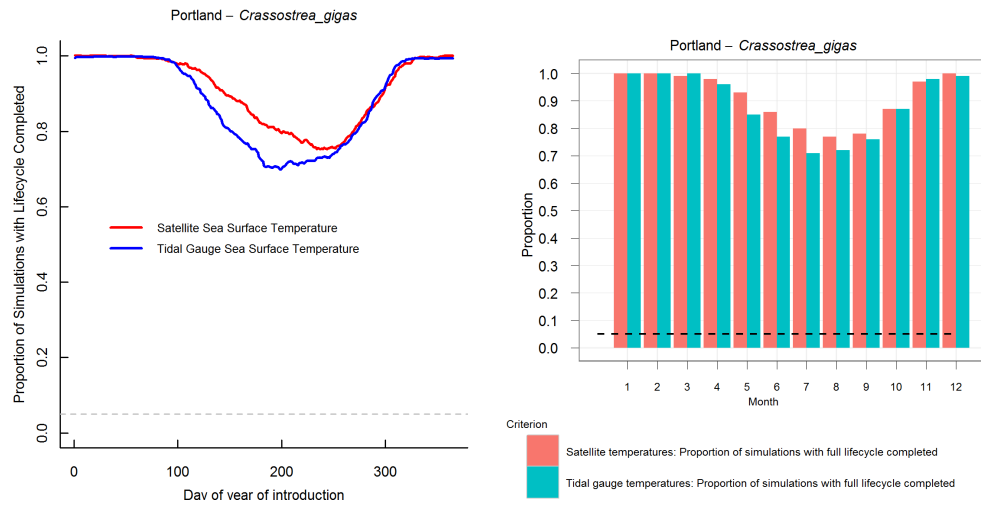 Portland – Crassostrea_gigas
Proportion of Simulations with Lifecycle Completed
1.0
0.8
0.6
0.4
0.2
0.0
Satellite Sea Surface Temperature
Tidal Gauge Sea Surface Temperature
0 100 200 300
Day of year of introduction
Portland – Crassostrea_gigas
Proportion
1.0
0.9
0.8
0.7
0.6
0.5
0.4
0.3
0.2
0.1
0.0
1 2 3 4 5 6 7 8 9 10 11 12
Month
Criterion
Satellite temperatures: Proportion of simulations with full lifecycle completed
Tidal gauge temperatures: Proportion of simulations with full lifecycle completed